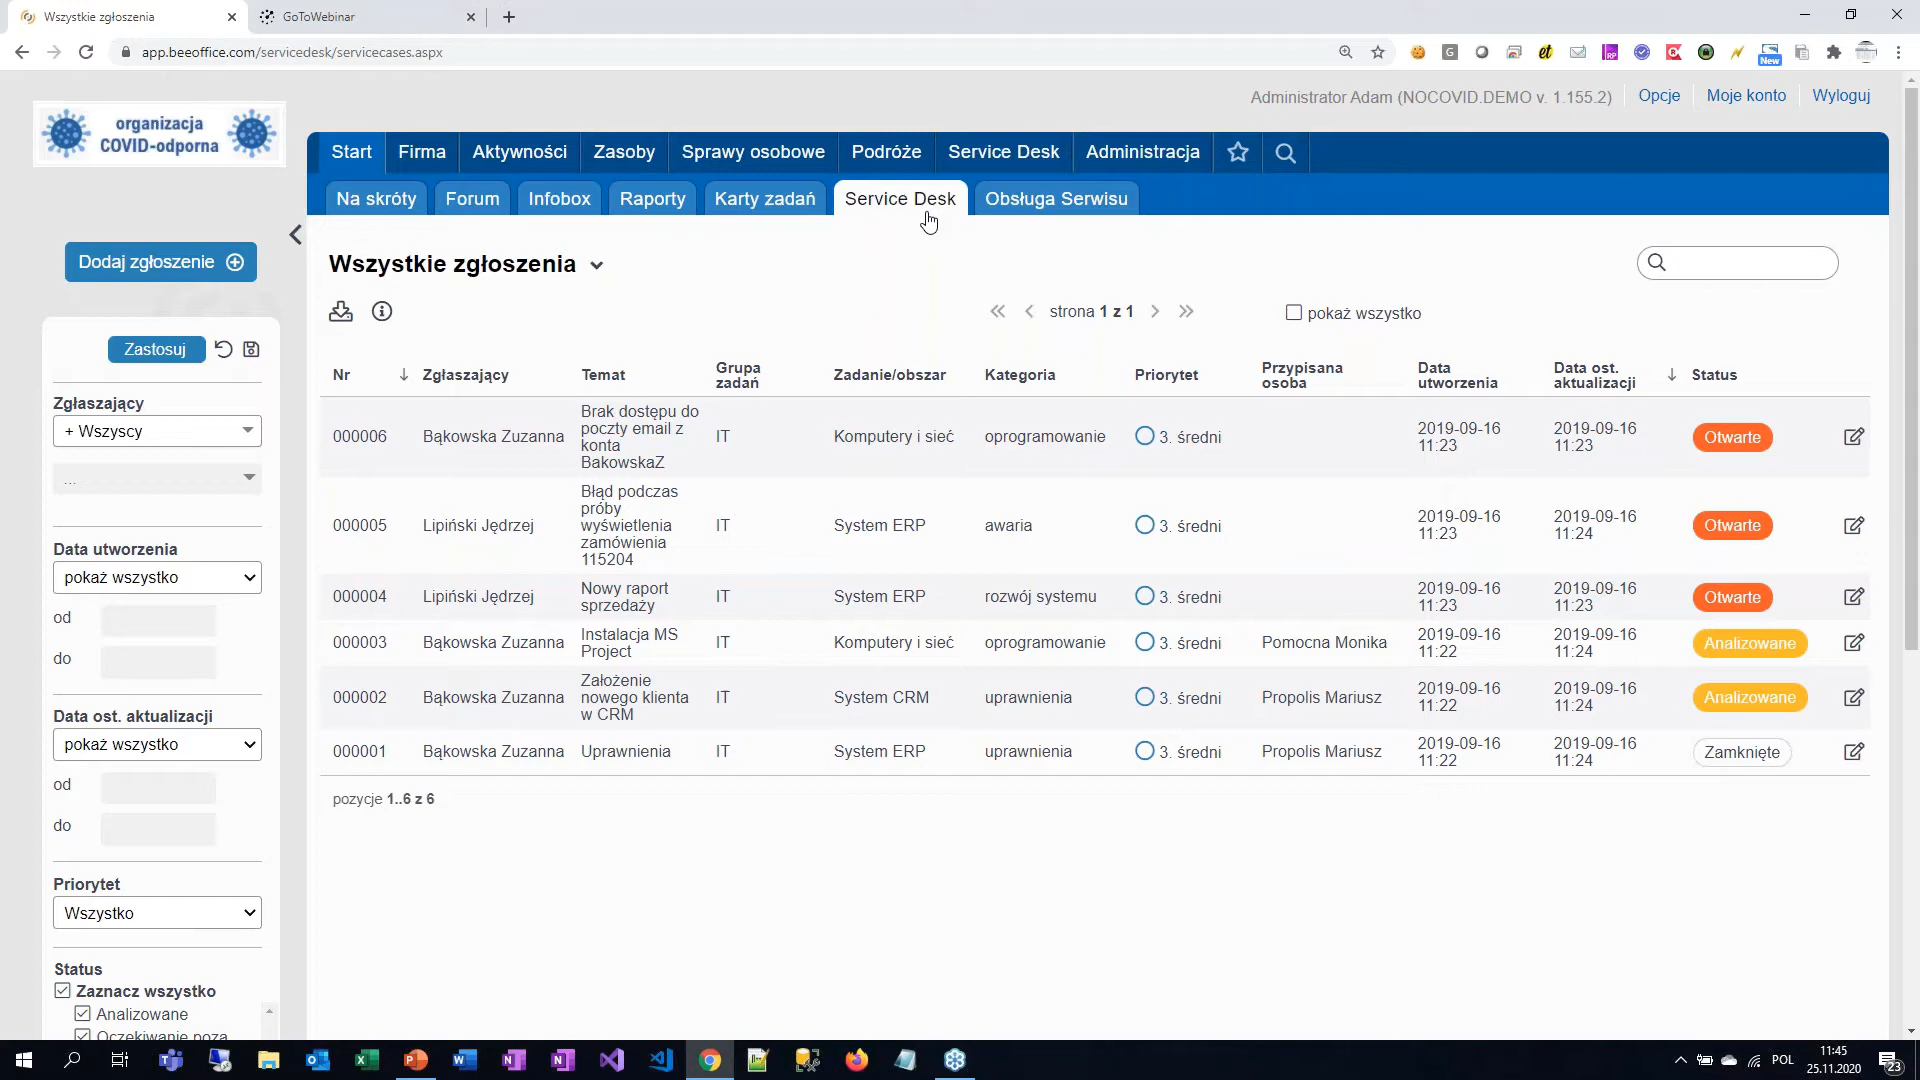 Wszystkie zgłoszenia
GoToWebinar
app.beeoffice.com/servicedesk/servicecases.aspx
New
organizacja
COVID-odporna
Administrator Adam (NOCOVID.DEMO v. 1.155.2)
Opcje
Moje konto
Wyloguj
Start
Firma
Aktywności
Zasoby
Sprawy osobowe
Podróże
Service Desk
Administracja
Na skróty
Forum
Infobox
Raporty
Karty zadań
Service Desk
Obsługa Serwisu
Dodaj zgłoszenie
Zastosuj
Zgłaszający
+ Wszyscy
...
Data utworzenia
pokaż wszystko
od
do
Data ost. aktualizacji
pokaż wszystko
od
do
Priorytet
Wszystko
Status
Zaznacz wszystko
Analizowane
Oczekiwanie poza
Wszystkie zgłoszenia
strona 1 z 1
pokaż wszystko
Nr Zgłaszający Temat Grupa zadań Zadanie/obszar Kategoria Priorytet Przypisana osoba Data utworzenia Data ost. aktualizacji Status
000006 Bąkowska Zuzanna Brak dostępu do poczty email z konta BakowskaZ IT Komputery i sieć oprogramowanie 3. średni 2019-09-16 11:23 2019-09-16 11:23 Otwarte
000005 Lipiński Jędrzej Błąd podczas próby wyświetlenia zamówienia 115204 IT System ERP awaria 3. średni 2019-09-16 11:23 2019-09-16 11:24 Otwarte
000004 Lipiński Jędrzej Nowy raport sprzedaży IT System ERP rozwój systemu 3. średni 2019-09-16 11:23 2019-09-16 11:23 Otwarte
000003 Bąkowska Zuzanna Instalacja MS Project IT Komputery i sieć oprogramowanie 3. średni Pomocna Monika 2019-09-16 11:22 2019-09-16 11:24 Analizowane
000002 Bąkowska Zuzanna Założenie nowego klienta w CRM IT System CRM uprawnienia 3. średni Propolis Mariusz 2019-09-16 11:22 2019-09-16 11:24 Analizowane
000001 Bąkowska Zuzanna Uprawnienia IT System ERP uprawnienia 3. średni Propolis Mariusz 2019-09-16 11:22 2019-09-16 11:24 Zamknięte
pozycje 1..6 z 6
POL
11:45
25.11.2020
23